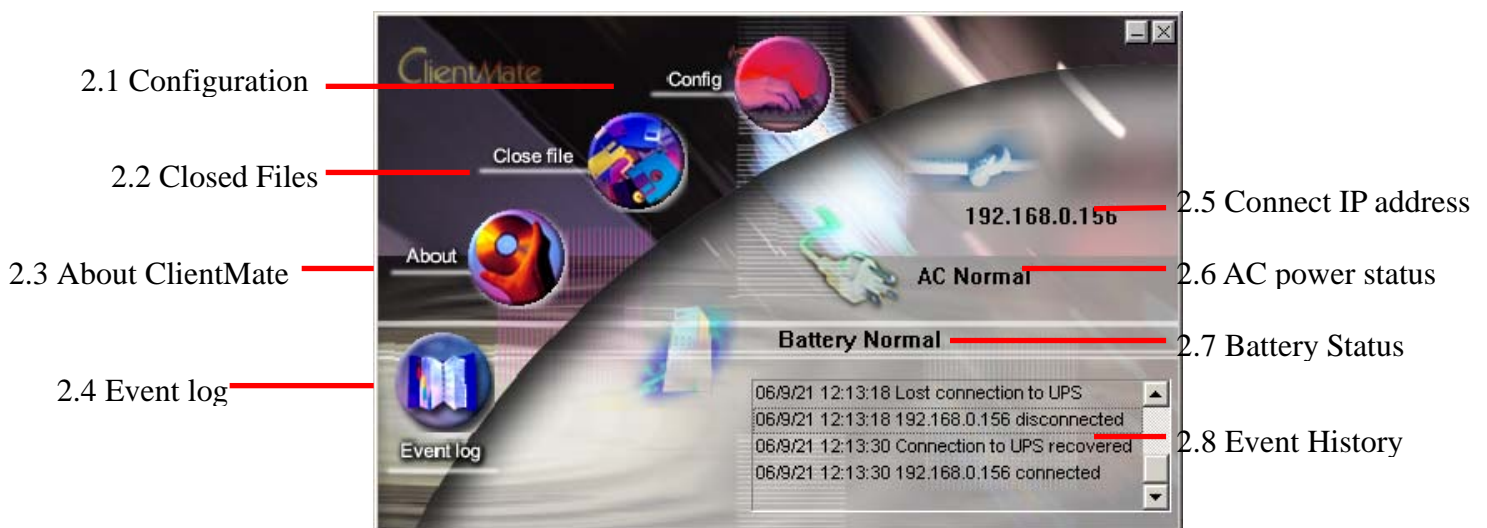 ClientMate
2.1 Configuration
Config
2.2 Closed Files
Close file
2.3 About ClientMate
About
2.4 Event log
Event log
192.168.0.156
2.5 Connect IP address
AC Normal
2.6 AC power status
Battery Normal
2.7 Battery Status
06/9/21 12:13:18 Lost connection to UPS
06/9/21 12:13:18 192.168.0.156 disconnected
06/9/21 12:13:30 Connection to UPS recovered
06/9/21 12:13:30 192.168.0.156 connected
2.8 Event History